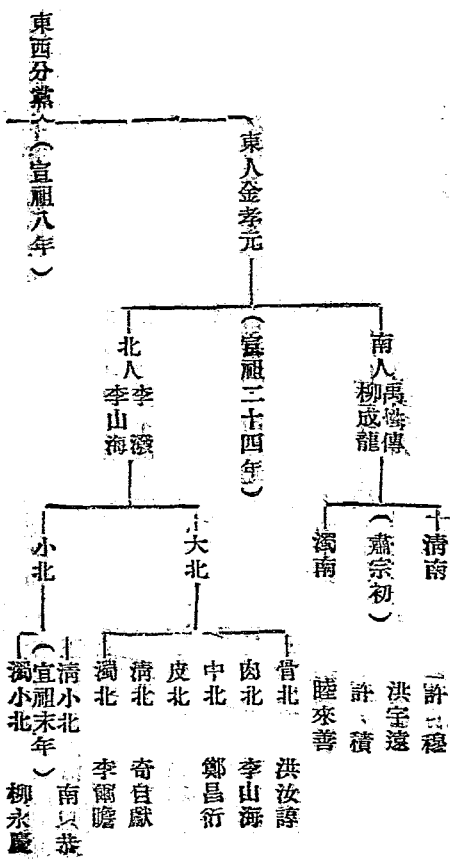 東西分黨 (宣祖八年)
東人金孝元
(宣祖二十四年)
南人
禹性傳
柳成龍
北人
李潑
李山海
清南
(肅宗初)
濁南
許穆
洪宇遠
許積
睦來善
大北
小北
骨北 洪汝諄
肉北 李山海
中北 鄭昌衍
皮北
清北 奇自獻
濁北 李爾瞻
清小北 南以恭
(宣祖末年)
濁小北 柳永慶